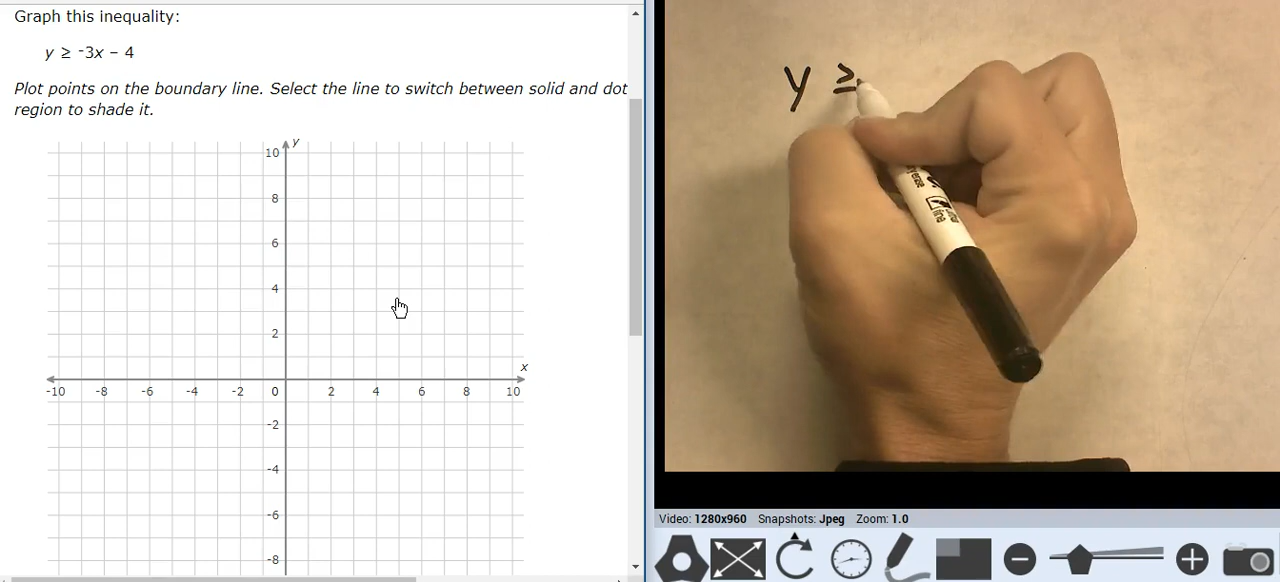 Graph this inequality:
y ≥ -3x – 4
Plot points on the boundary line. Select the line to switch between solid and dot
region to shade it.
y
10
8
6
4
2
x
-10 -8 -6 -4 -2 0 2 4 6 8 10
-2
-4
-6
-8
y ≥
Video: 1280x960 Snapshots: Jpeg Zoom: 1.0